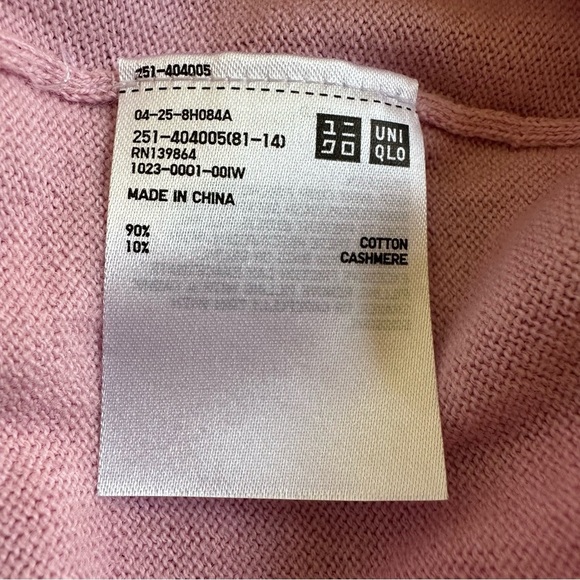 251-404005
04-25-8H084A
251-404005(81-14)
RN139864
1023-0001-00IW
MADE IN CHINA
ユニ
クロ
UNI
QLO
90% COTTON
10% CASHMERE